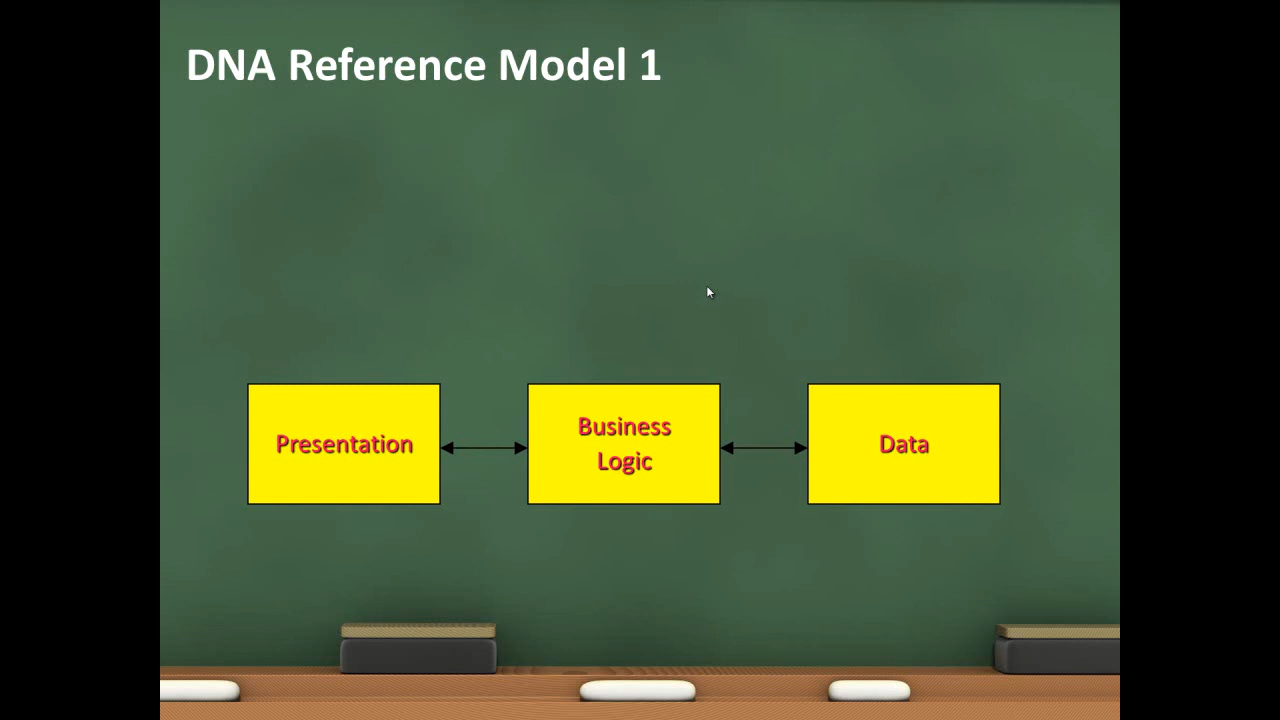 DNA Reference Model 1
Presentation
Business
Logic
Data